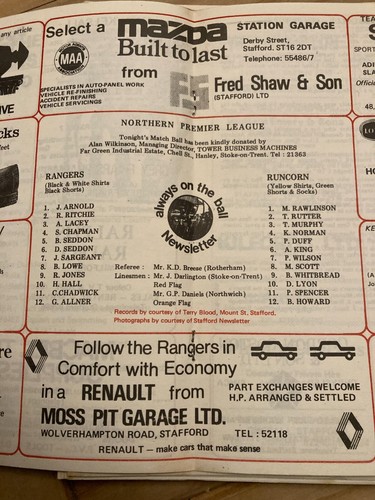 any article
Select a mazda
Built to last
from
STATION GARAGE
Derby Street,
Stafford. ST16 2DT
Telephone: 55486/7
MAA
SPECIALISTS IN AUTO-PANEL WORK
VEHICLE RE-FINISHING
ACCIDENT REPAIRS
VEHICLE SERVICINGS
FS
Fred Shaw & Son
(STAFFORD) LTD
NORTHERN PREMIER LEAGUE
Tonight's Match Ball has been kindly donated by
Alan Wilkinson, Managing Director, TOWER BUSINESS MACHINES
Far Green Industrial Estate, Chell St., Hanley, Stoke-on-Trent. Tel : 21363
RANGERS
(Black & White Shirts
Black Shorts)
1. J. ARNOLD
2. R. RITCHIE
3. A. LACEY
4. S. CHAPMAN
5. B. SEDDON
6. D. SEDDON
7. J. SARGEANT
8. B. LOWE
9. R. JONES
10. H. HALL
11. C.CHADWICK
12. G. ALLNER
always on the ball
Newsletter
Referee : Mr. K.D. Breese (Rotherham)
Linesmen : Mr. J. Darlington (Stoke-on-Trent)
Red Flag
Mr. G.P. Daniels (Northwich)
Orange Flag
RUNCORN
(Yellow Shirts, Green
Shorts & Socks)
1. M. RAWLINSON
2. T. RUTTER
3. T. MURPHY
4. K. NORMAN
5. P. DUFF
6. A. KING
7. P. WILSON
8. M. SCOTT
9. B. WHITBREAD
10. D. LYON
11. P. SPENCER
12. B. HOWARD
Records by courtesy of Terry Blood, Mount St, Stafford.
Photographs by courtesy of Stafford Newsletter
Follow the Rangers in
Comfort with Economy
in a RENAULT from
MOSS PIT GARAGE LTD.
WOLVERHAMPTON ROAD, STAFFORD TEL : 52118
PART EXCHANGES WELCOME
H.P. ARRANGED & SETTLED
RENAULT – make cars that make sense